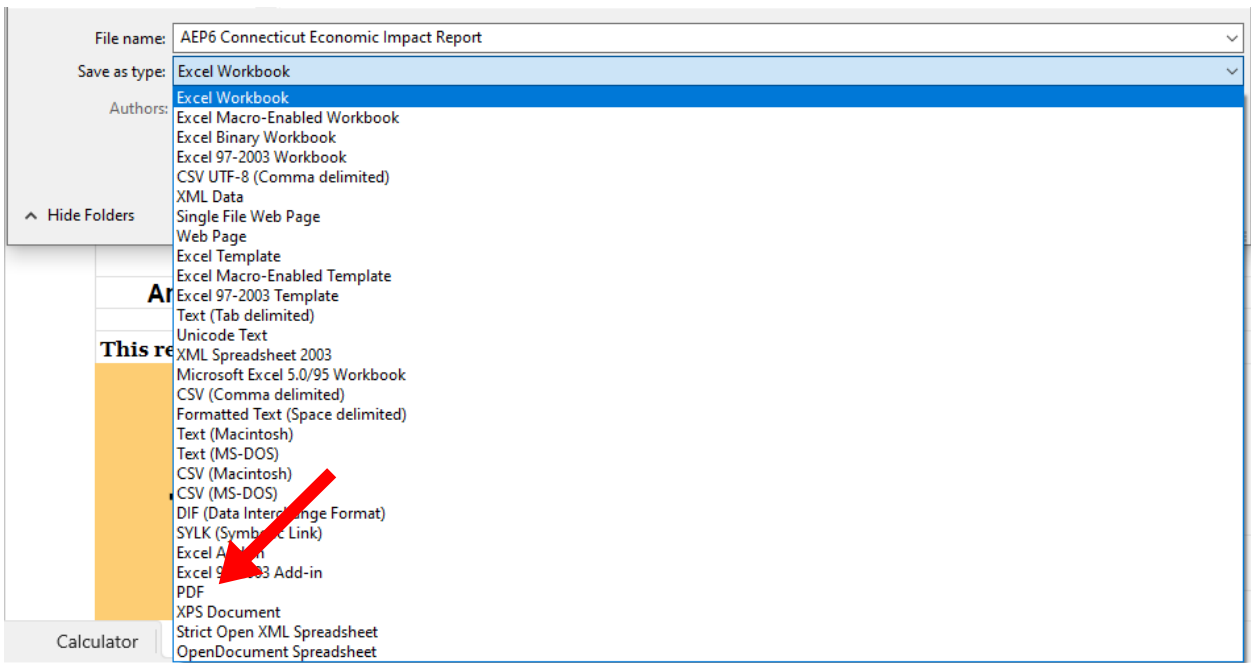 File name: AEP6 Connecticut Economic Impact Report
Save as type: Excel Workbook
Authors:
Excel Workbook
Excel Macro-Enabled Workbook
Excel Binary Workbook
Excel 97-2003 Workbook
CSV UTF-8 (Comma delimited)
XML Data
Hide Folders
Single File Web Page
Web Page
Excel Template
Excel Macro-Enabled Template
Excel 97-2003 Template
Text (Tab delimited)
Unicode Text
This
XML Spreadsheet 2003
Microsoft Excel 5.0/95 Workbook
CSV (Comma delimited)
Formatted Text (Space delimited)
Text (Macintosh)
Text (MS-DOS)
CSV (Macintosh)
CSV (MS-DOS)
DIF (Data Interchange Format)
SYLK (Symbolic Link)
Excel Add-in
Excel 97-2003 Add-in
PDF
XPS Document
Strict Open XML Spreadsheet
Calculator
OpenDocument Spreadsheet